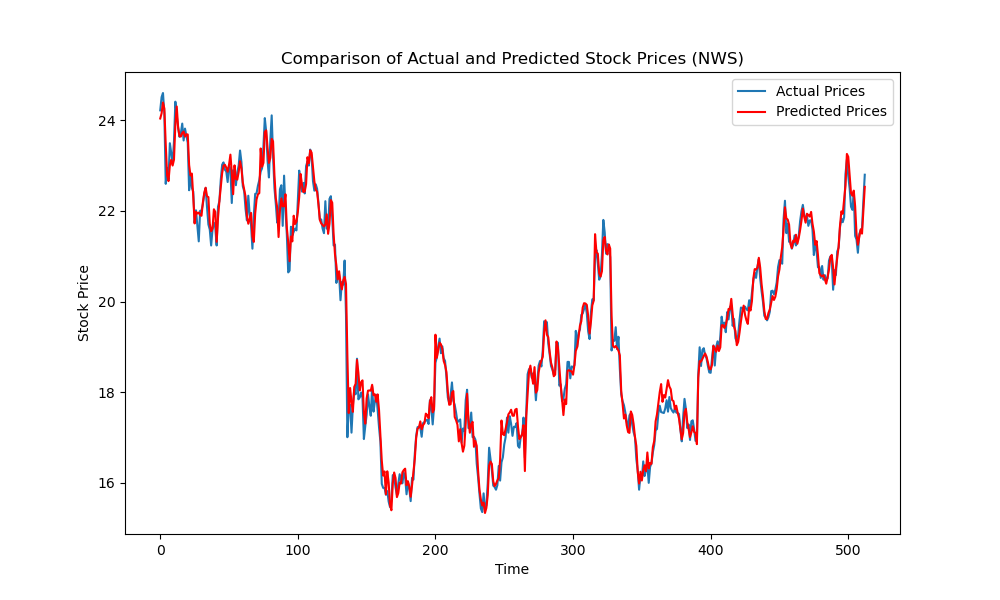 Comparison of Actual and Predicted Stock Prices (NWS)
Actual Prices
Predicted Prices
Stock Price
24
22
20
18
16
0 100 200 300 400 500
Time